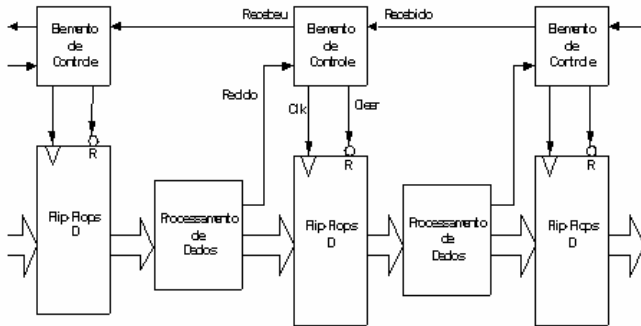 Elemento
de
Controle
Recebeu
Elemento
de
Controle
Recebido
Elemento
de
Controle
Pedido
Clk
Clear
R
R
R
Flip-Flops
D
Processamento
de
Dados
Flip-Flops
D
Processamento
de
Dados
Flip-Flops
D